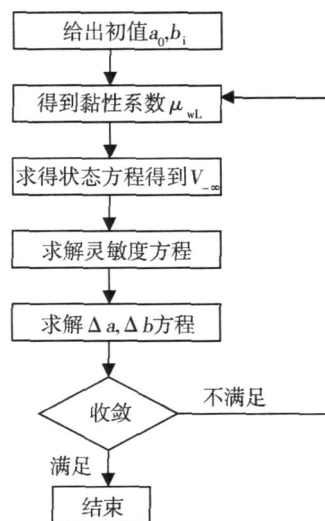 给出初值a₀,bᵢ
得到黏性系数μ_wL
求得状态方程得到V_-∞
求解灵敏度方程
求解Δa,Δb方程
收敛
不满足
满足
结束